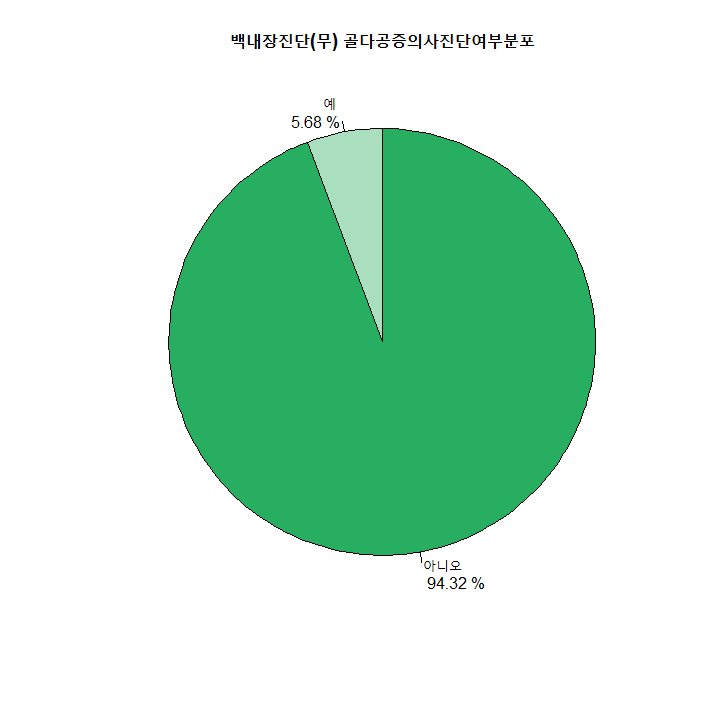 백내장진단(무) 골다공증의사진단여부분포
예
5.68 %
아니오
94.32 %